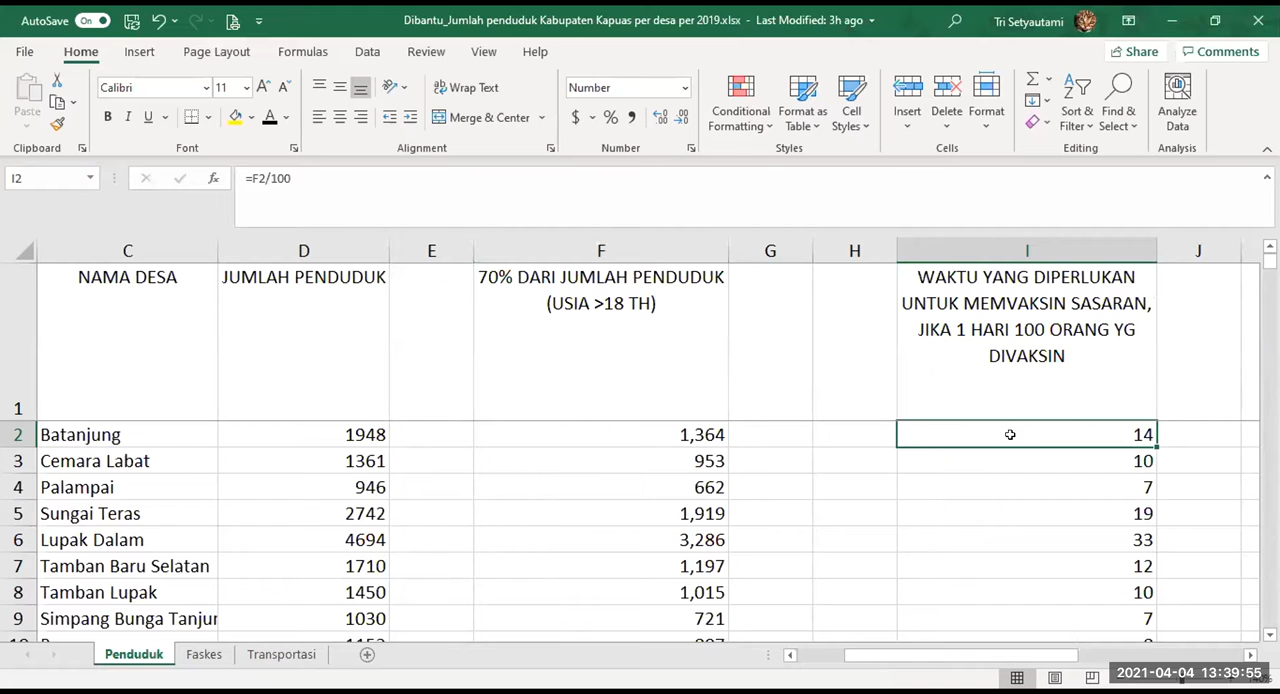 AutoSave On Dibantu_Jumlah penduduk Kabupaten Kapuas per desa per 2019.xlsx - Last Modified: 3h ago Tri Setyautami
File Home Insert Page Layout Formulas Data Review View Help Share Comments
Calibri 11 Wrap Text Number
Paste Merge & Center Conditional Formatting Format as Table Cell Styles Insert Delete Format Sort & Filter Find & Select Analyze Data
Clipboard Font Alignment Number Styles Cells Editing Analysis
I2 fx =F2/100
C D E F G H I J
NAMA DESA JUMLAH PENDUDUK 70% DARI JUMLAH PENDUDUK WAKTU YANG DIPERLUKAN
(USIA >18 TH) UNTUK MEMVAKSIN SASARAN,
JIKA 1 HARI 100 ORANG YG
DIVAKSIN
1
2 Batanjung 1948 1,364 14
3 Cemara Labat 1361 953 10
4 Palampai 946 662 7
5 Sungai Teras 2742 1,919 19
6 Lupak Dalam 4694 3,286 33
7 Tamban Baru Selatan 1710 1,197 12
8 Tamban Lupak 1450 1,015 10
9 Simpang Bunga Tanjur 1030 721 7
Penduduk Faskes Transportasi
2021-04-04 13:39:55